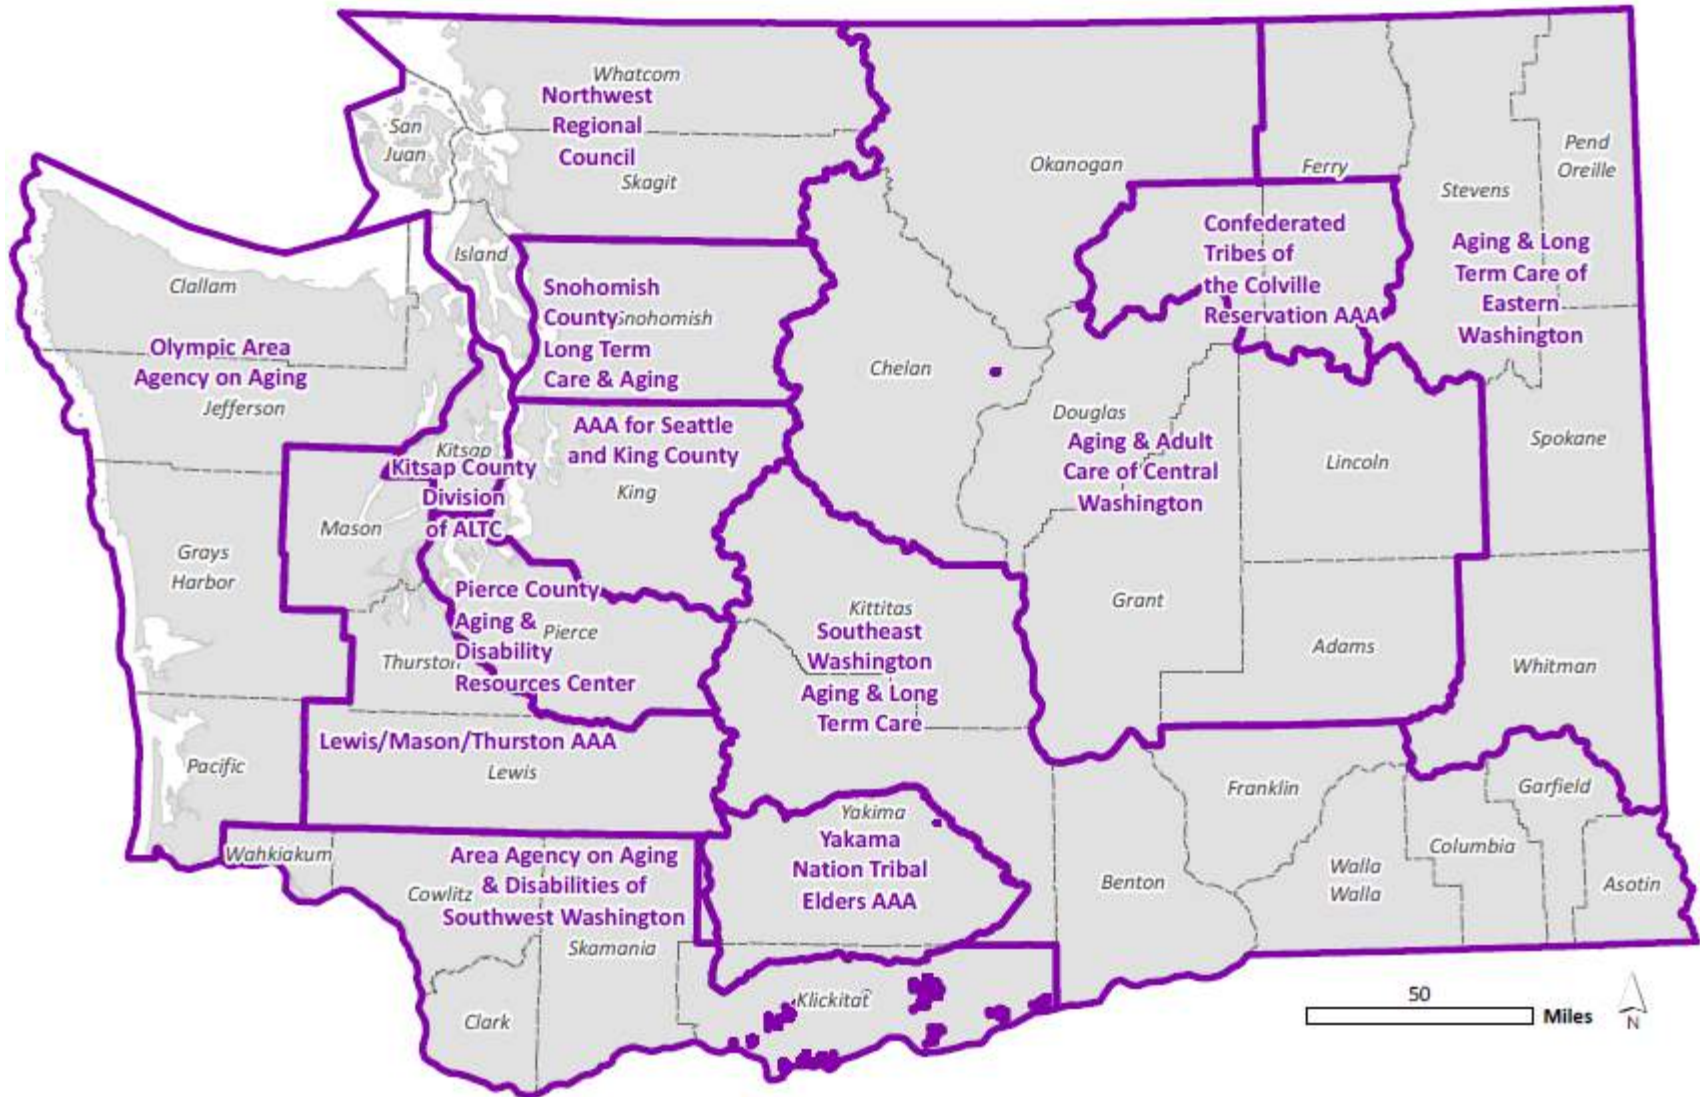 Whatcom
Northwest
Regional
Council
Skagit
San
Juan
Island
Okanogan
Ferry
Stevens
Pend
Oreille
Confederated
Tribes of
the Colville
Reservation AAA
Aging & Long
Term Care of
Eastern
Washington
Clallam
Olympic Area
Agency on Aging
Jefferson
Snohomish
County
Snohomish
Long Term
Care & Aging
Chelan
Douglas
Aging & Adult
Care of Central
Washington
Lincoln
Spokane
AAA for Seattle
and King County
King
Kitsap
Kitsap County
Division
of ALTC
Mason
Grays
Harbor
Pierce County
Aging &
Pierce
Disability
Resources Center
Thurston
Kittitas
Southeast
Washington
Aging & Long
Term Care
Grant
Adams
Whitman
Lewis/Mason/Thurston AAA
Lewis
Pacific
Wahkiakum
Cowlitz
Area Agency on Aging
& Disabilities of
Southwest Washington
Skamania
Clark
Yakima
Yakama
Nation Tribal
Elders AAA
Klickitat
Benton
Franklin
Walla
Walla
Columbia
Garfield
Asotin
50
Miles
N